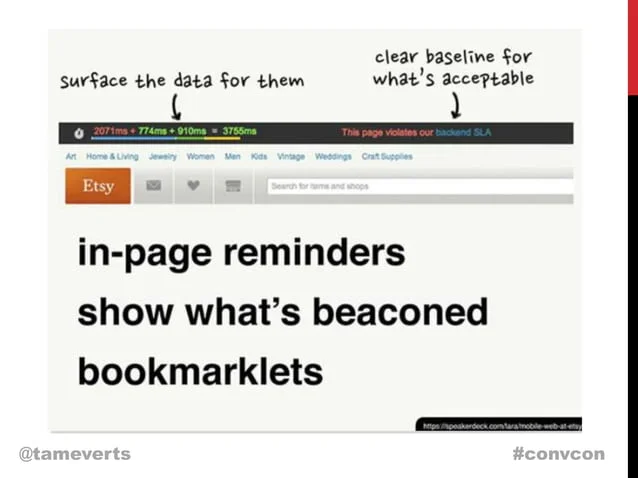 surface the data for them
clear baseline for
what's acceptable
2071ms + 774ms + 910ms = 3755ms
This page violates our backend SLA
Art Home & Living Jewelry Women Men Kids Vintage Weddings Craft Supplies
Etsy
Search for items and shops
in-page reminders
show what's beaconed
bookmarklets
https://speakerdeck.com/lara/mobile-web-at-etsy
@tameverts
#convcon